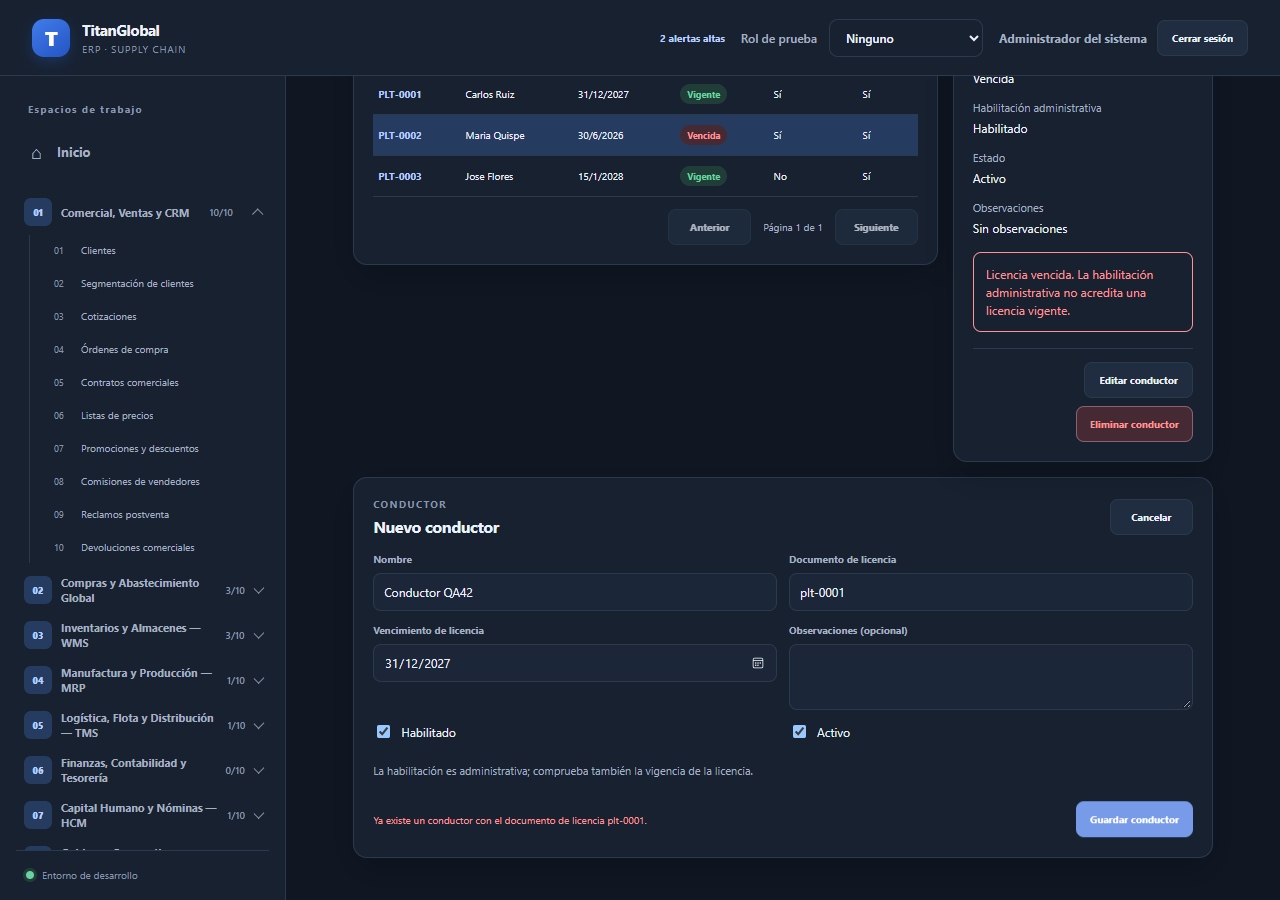 T
TitanGlobal
ERP · SUPPLY CHAIN
2 alertas altas
Rol de prueba
Ninguno
Administrador del sistema
Cerrar sesión
Espacios de trabajo
Inicio
01 Comercial, Ventas y CRM 10/10
01 Clientes
02 Segmentación de clientes
03 Cotizaciones
04 Órdenes de compra
05 Contratos comerciales
06 Listas de precios
07 Promociones y descuentos
08 Comisiones de vendedores
09 Reclamos postventa
10 Devoluciones comerciales
02 Compras y Abastecimiento
Global 3/10
03 Inventarios y Almacenes —
WMS 3/10
04 Manufactura y Producción —
MRP 1/10
05 Logística, Flota y Distribución
— TMS 1/10
06 Finanzas, Contabilidad y
Tesorería 0/10
07 Capital Humano y Nóminas —
HCM 1/10
Entorno de desarrollo
PLT-0001 Carlos Ruiz 31/12/2027 Vigente Sí Sí
PLT-0002 Maria Quispe 30/6/2026 Vencida Sí Sí
PLT-0003 Jose Flores 15/1/2028 Vigente No Sí
Anterior Página 1 de 1 Siguiente
Vencida
Habilitación administrativa
Habilitado
Estado
Activo
Observaciones
Sin observaciones
Licencia vencida. La habilitación
administrativa no acredita una
licencia vigente.
Editar conductor
Eliminar conductor
CONDUCTOR
Nuevo conductor
Cancelar
Nombre
Conductor QA42
Documento de licencia
plt-0001
Vencimiento de licencia
31/12/2027
Observaciones (opcional)
Habilitado
Activo
La habilitación es administrativa; comprueba también la vigencia de la licencia.
Ya existe un conductor con el documento de licencia plt-0001.
Guardar conductor